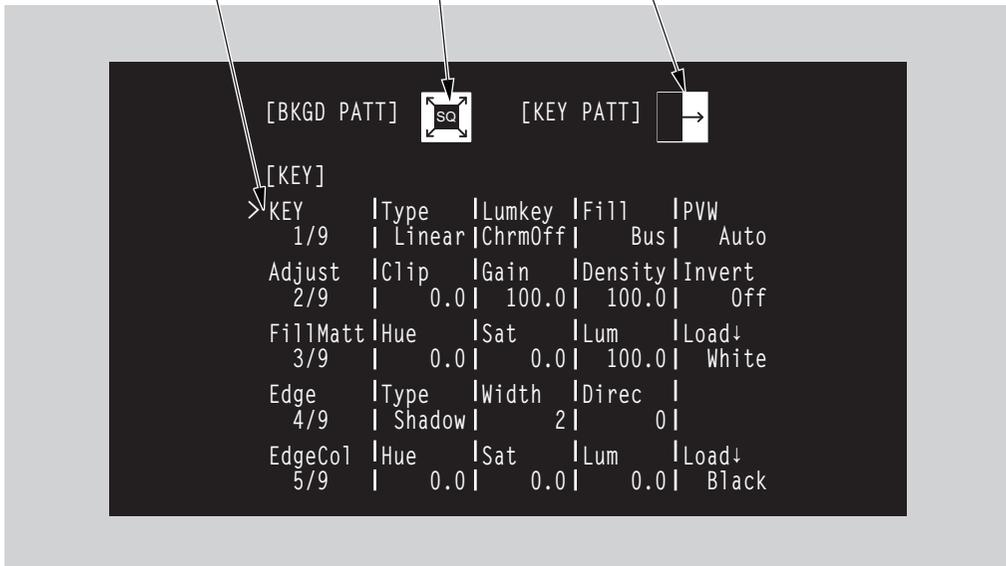 [BKGD PATT] SQ [KEY PATT] →
[KEY]
>KEY |Type |Lumkey |Fill |PVW
1/9 | Linear |ChrmOff | Bus | Auto
Adjust |Clip |Gain |Density |Invert
2/9 | 0.0 | 100.0 | 100.0 | Off
FillMatt |Hue |Sat |Lum |Load↓
3/9 | 0.0 | 0.0 | 100.0 | White
Edge |Type |Width |Direc |
4/9 | Shadow | 2 | 0 |
EdgeCol |Hue |Sat |Lum |Load↓
5/9 | 0.0 | 0.0 | 0.0 | Black